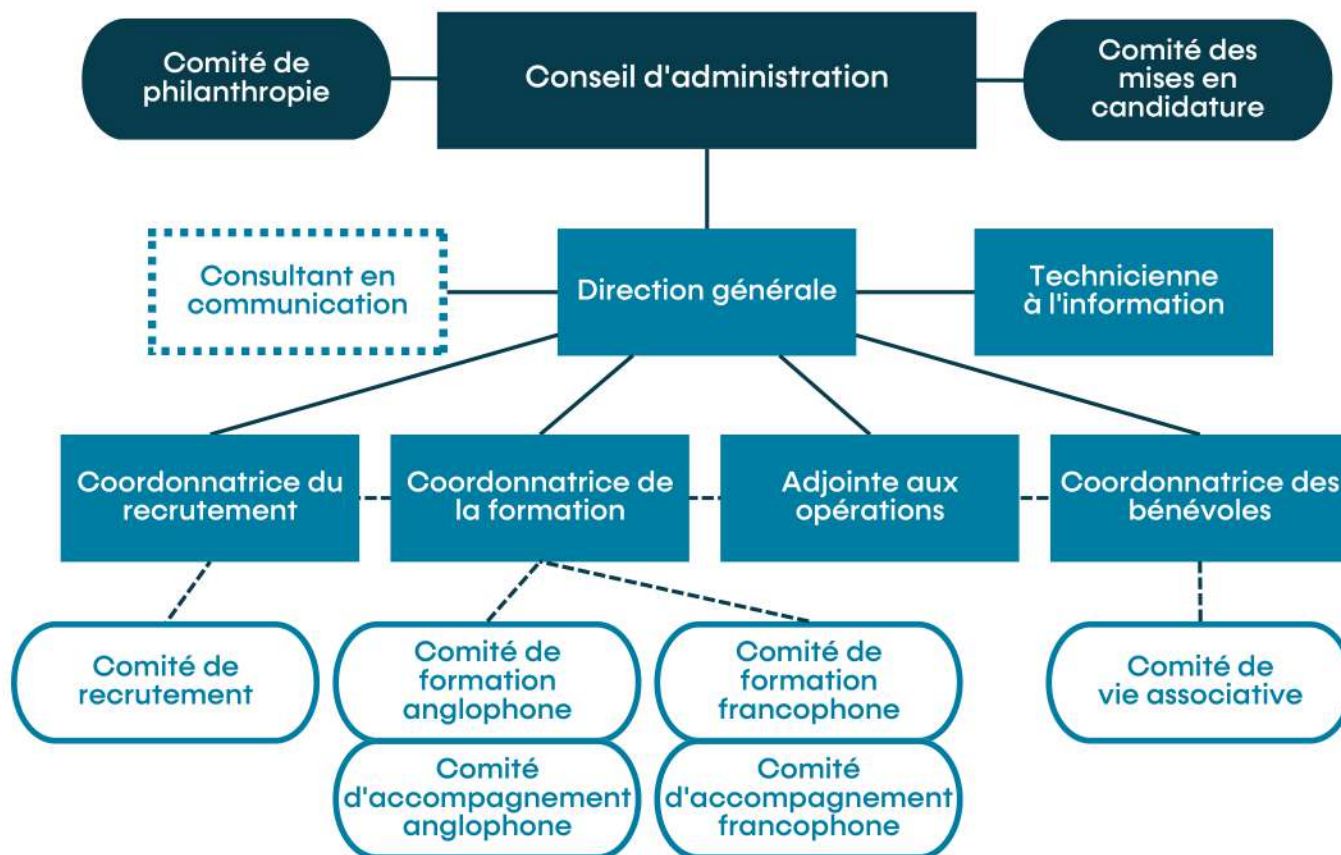 Comité de
philanthropie
Conseil d'administration
Comité des
mises en
candidature
Consultant en
communication
Direction générale
Technicienne
à l'information
Coordonnatrice du
recrutement
Coordonnatrice de
la formation
Adjointe aux
opérations
Coordonnatrice des
bénévoles
Comité de
recrutement
Comité de
formation
anglophone
Comité de
formation
francophone
Comité de
vie associative
Comité
d'accompagnement
anglophone
Comité
d'accompagnement
francophone